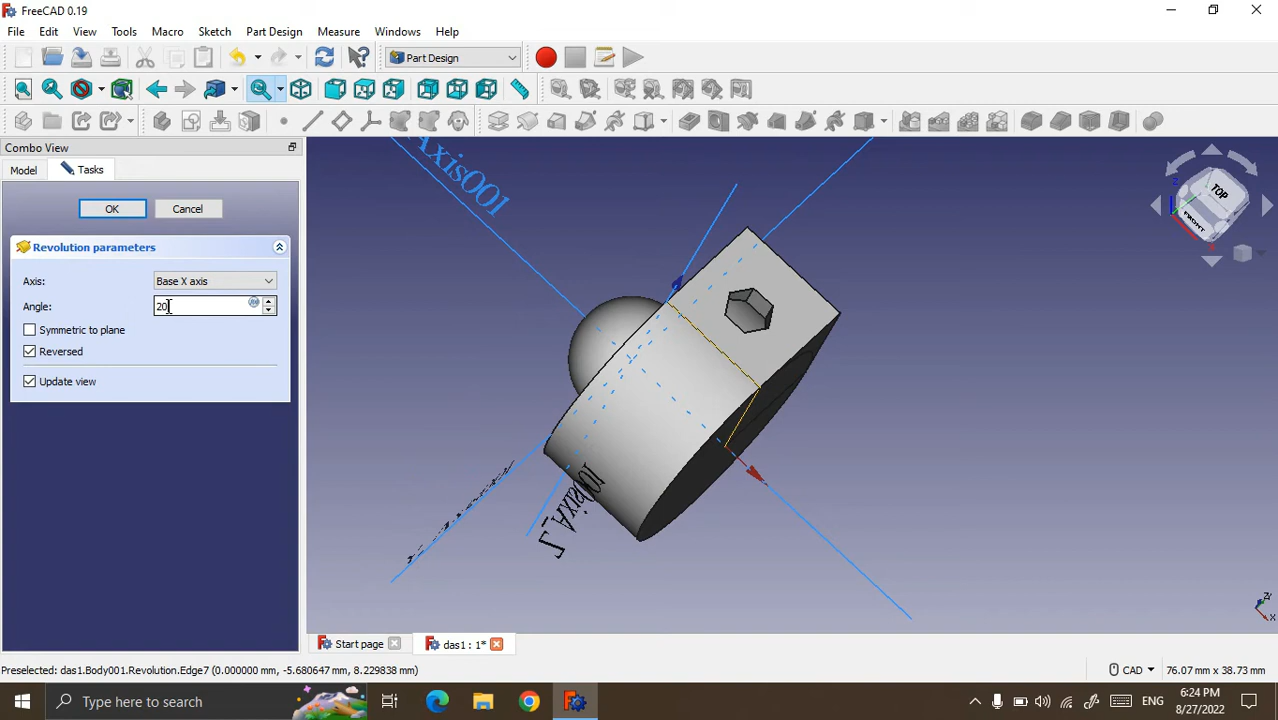 FreeCAD 0.19
File Edit View Tools Macro Sketch Part Design Measure Windows Help
Part Design
Combo View
Model Tasks
OK Cancel
Revolution parameters
Axis: Base X axis
Angle: 20
Symmetric to plane
Reversed
Update view
Axis001
Z_Axis001
TOP
FRONT
Z
X
Start page
das1 : 1*
Preselected: das1.Body001.Revolution.Edge7 (0.000000 mm, -5.680647 mm, 8.229838 mm)
CAD
76.07 mm x 38.73 mm
Type here to search
ENG
6:24 PM
8/27/2022